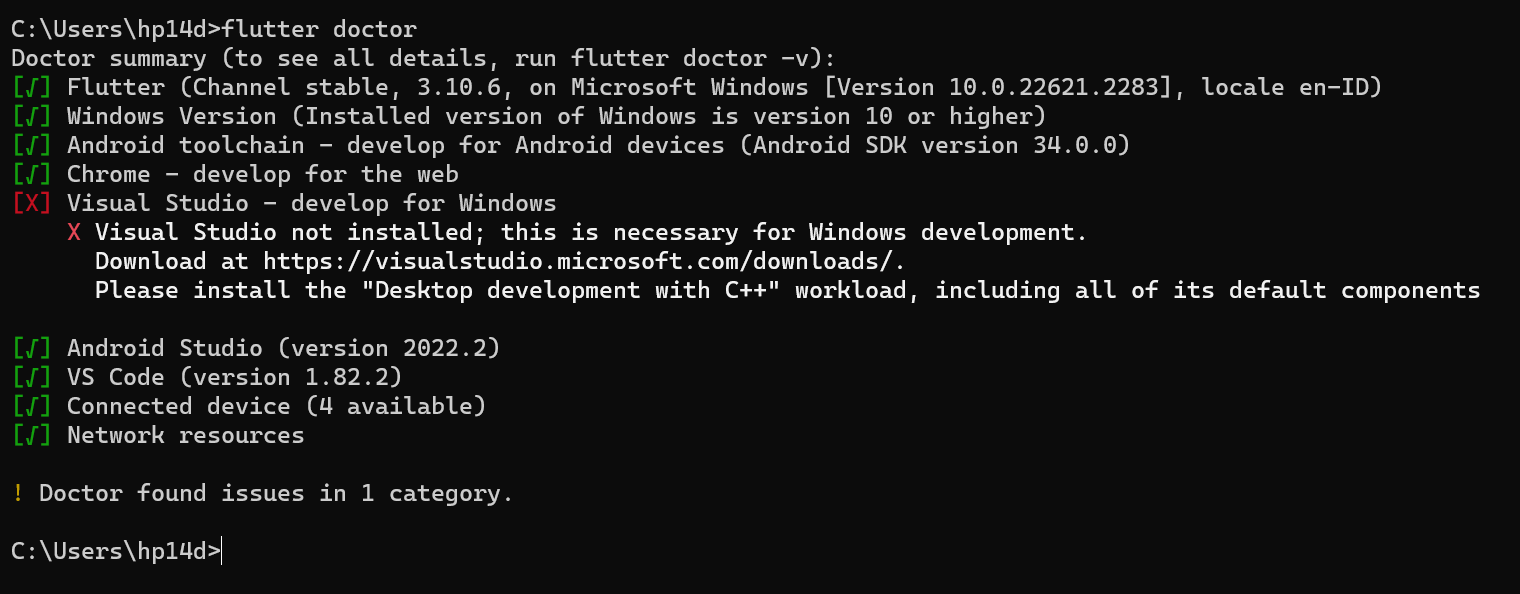 C:\Users\hp14d>flutter doctor
Doctor summary (to see all details, run flutter doctor -v):
[√] Flutter (Channel stable, 3.10.6, on Microsoft Windows [Version 10.0.22621.2283], locale en-ID)
[√] Windows Version (Installed version of Windows is version 10 or higher)
[√] Android toolchain - develop for Android devices (Android SDK version 34.0.0)
[√] Chrome - develop for the web
[X] Visual Studio - develop for Windows
X Visual Studio not installed; this is necessary for Windows development.
Download at https://visualstudio.microsoft.com/downloads/.
Please install the "Desktop development with C++" workload, including all of its default components
[√] Android Studio (version 2022.2)
[√] VS Code (version 1.82.2)
[√] Connected device (4 available)
[√] Network resources
! Doctor found issues in 1 category.
C:\Users\hp14d>